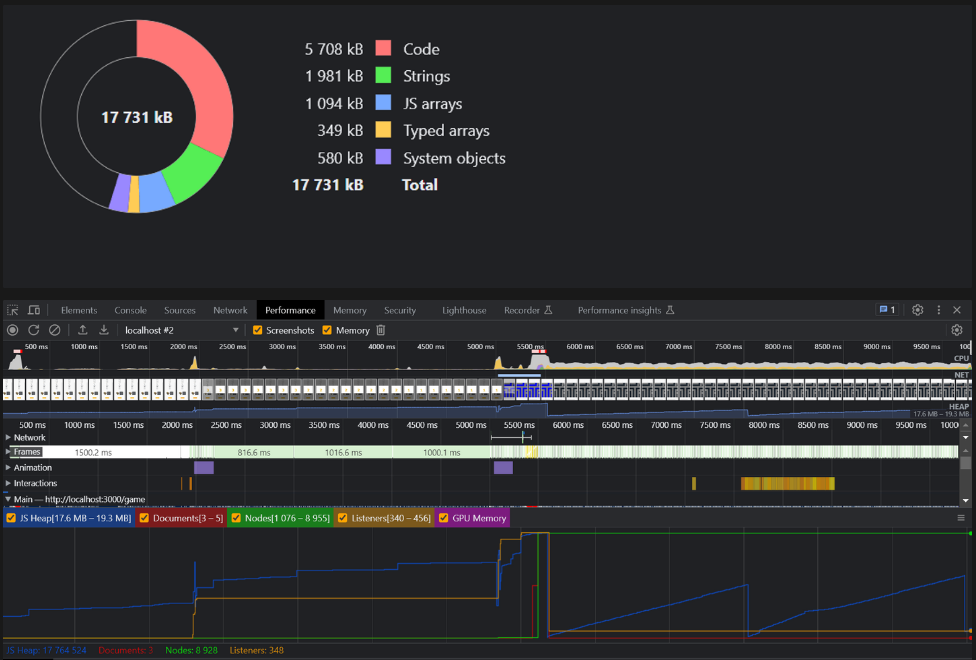 5 708 kB Code
1 981 kB Strings
1 094 kB JS arrays
17 731 kB
349 kB Typed arrays
580 kB System objects
17 731 kB Total
Elements Console Sources Network Performance Memory Security Lighthouse Recorder Performance insights 1
localhost #2 Screenshots Memory
500 ms 1000 ms 1500 ms 2000 ms 2500 ms 3000 ms 3500 ms 4000 ms 4500 ms 5000 ms 5500 ms 6000 ms 6500 ms 7000 ms 7500 ms 8000 ms 8500 ms 9000 ms 9500 ms 100
CPU
NET
HEAP
17.6 MB – 19.3 MB
500 ms 1000 ms 1500 ms 2000 ms 2500 ms 3000 ms 3500 ms 4000 ms 4500 ms 5000 ms 5500 ms 6000 ms 6500 ms 7000 ms 7500 ms 8000 ms 8500 ms 9000 ms 9500 ms 1000
Network
Frames 1500.2 ms 816.6 ms 1016.6 ms 1000.1 ms
Animation
Interactions
Main — http://localhost:3000/game
JS Heap[17.6 MB – 19.3 MB] Documents[3 – 5] Nodes[1 076 – 8 955] Listeners[340 – 456] GPU Memory
JS Heap: 17 764 524 Documents: 3 Nodes: 8 928 Listeners: 348